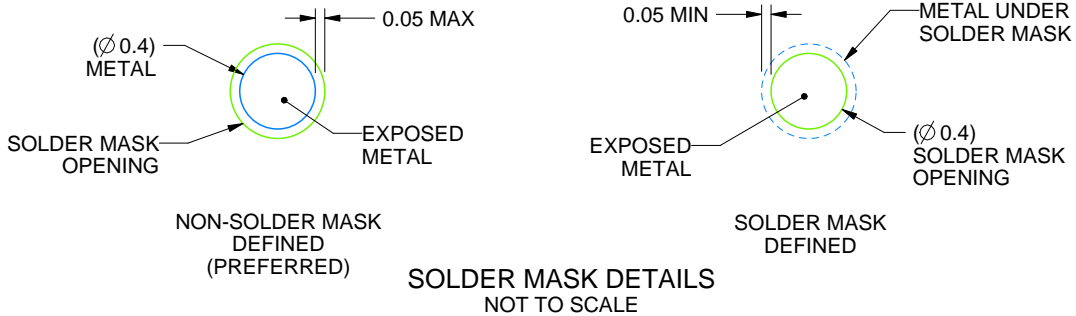 0.05 MAX
(Ø 0.4)
METAL
SOLDER MASK
OPENING
EXPOSED
METAL
NON-SOLDER MASK
DEFINED
(PREFERRED)
0.05 MIN
METAL UNDER
SOLDER MASK
EXPOSED
METAL
(Ø 0.4)
SOLDER MASK
OPENING
SOLDER MASK
DEFINED
SOLDER MASK DETAILS
NOT TO SCALE